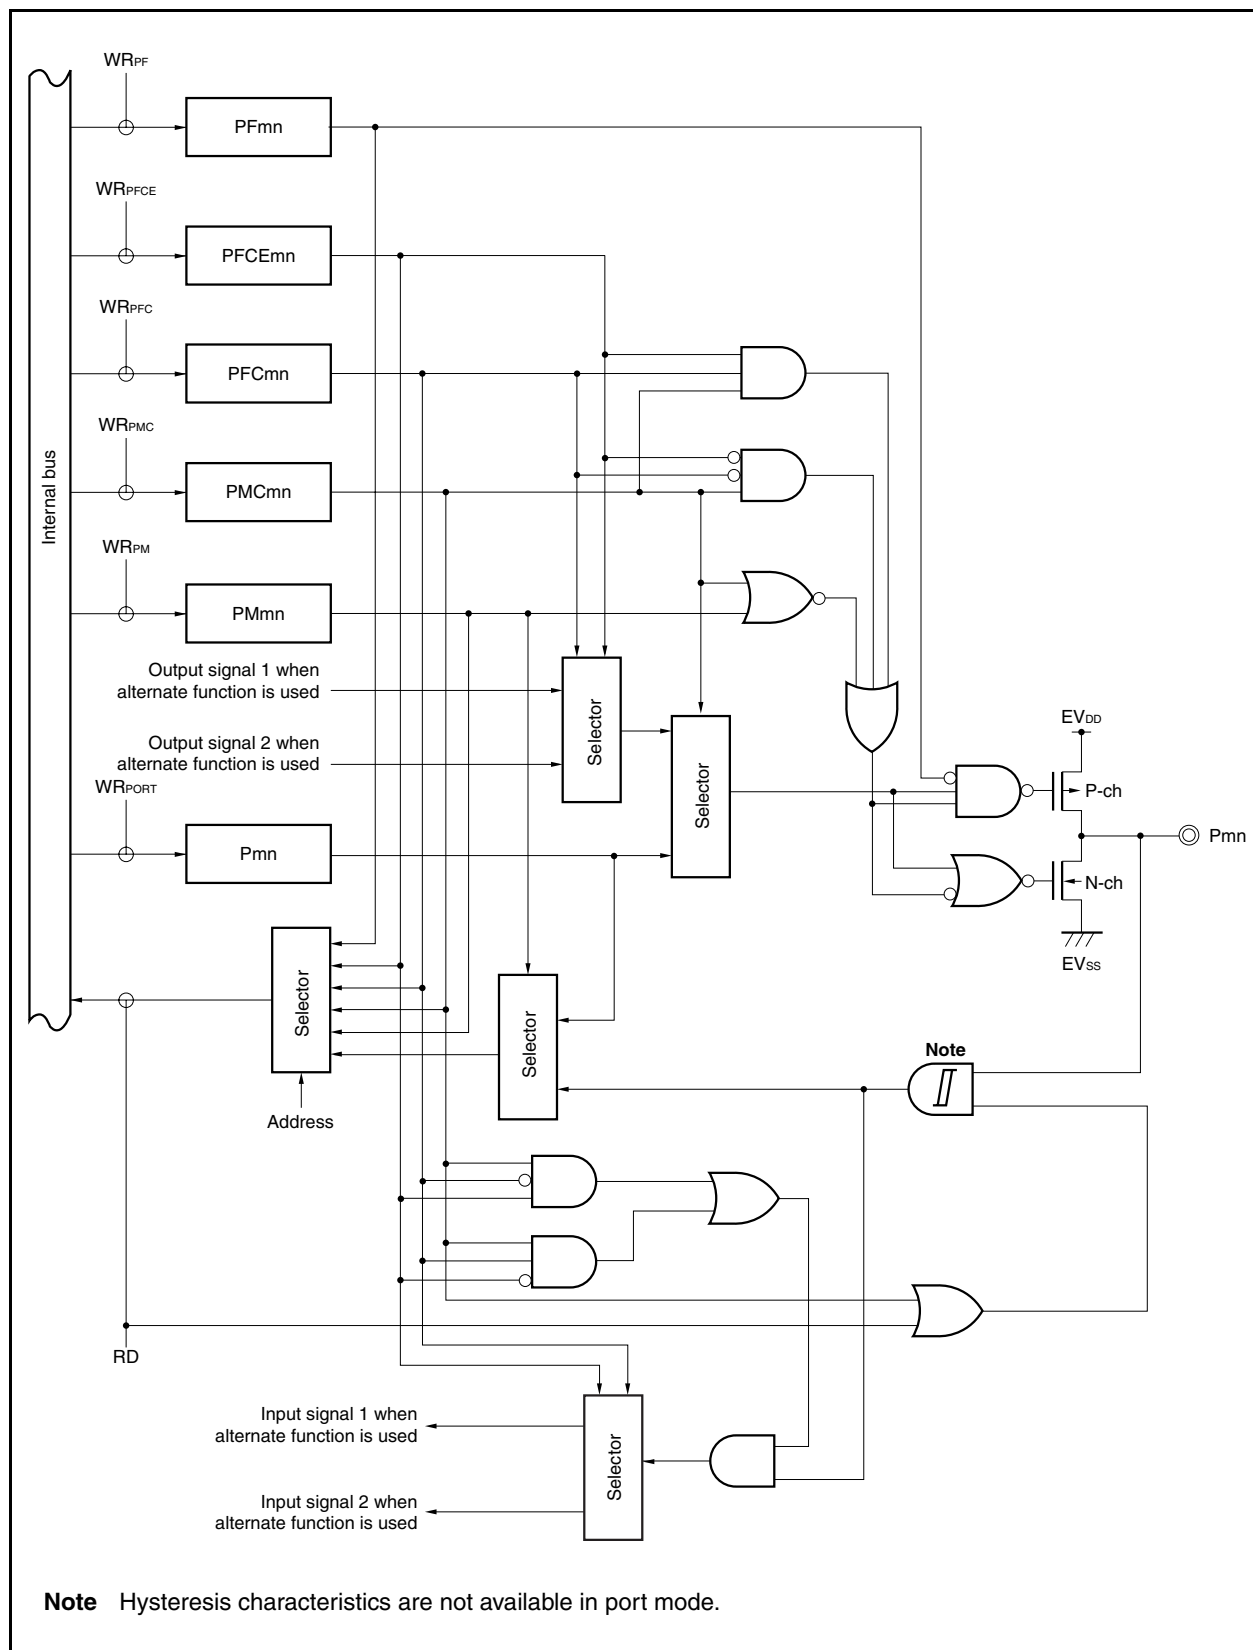 WRPF
PFmn
WRPFCE
PFCEmn
WRPFC
PFCmn
WRPMC
PMCmn
Internal bus
WRPM
PMmn
Output signal 1 when
alternate function is used
Output signal 2 when
alternate function is used
Selector
Selector
EVDD
P-ch
WRPORT
Pmn
Pmn
N-ch
EVSS
Selector
Selector
Note
Address
RD
Input signal 1 when
alternate function is used
Selector
Input signal 2 when
alternate function is used
Note Hysteresis characteristics are not available in port mode.